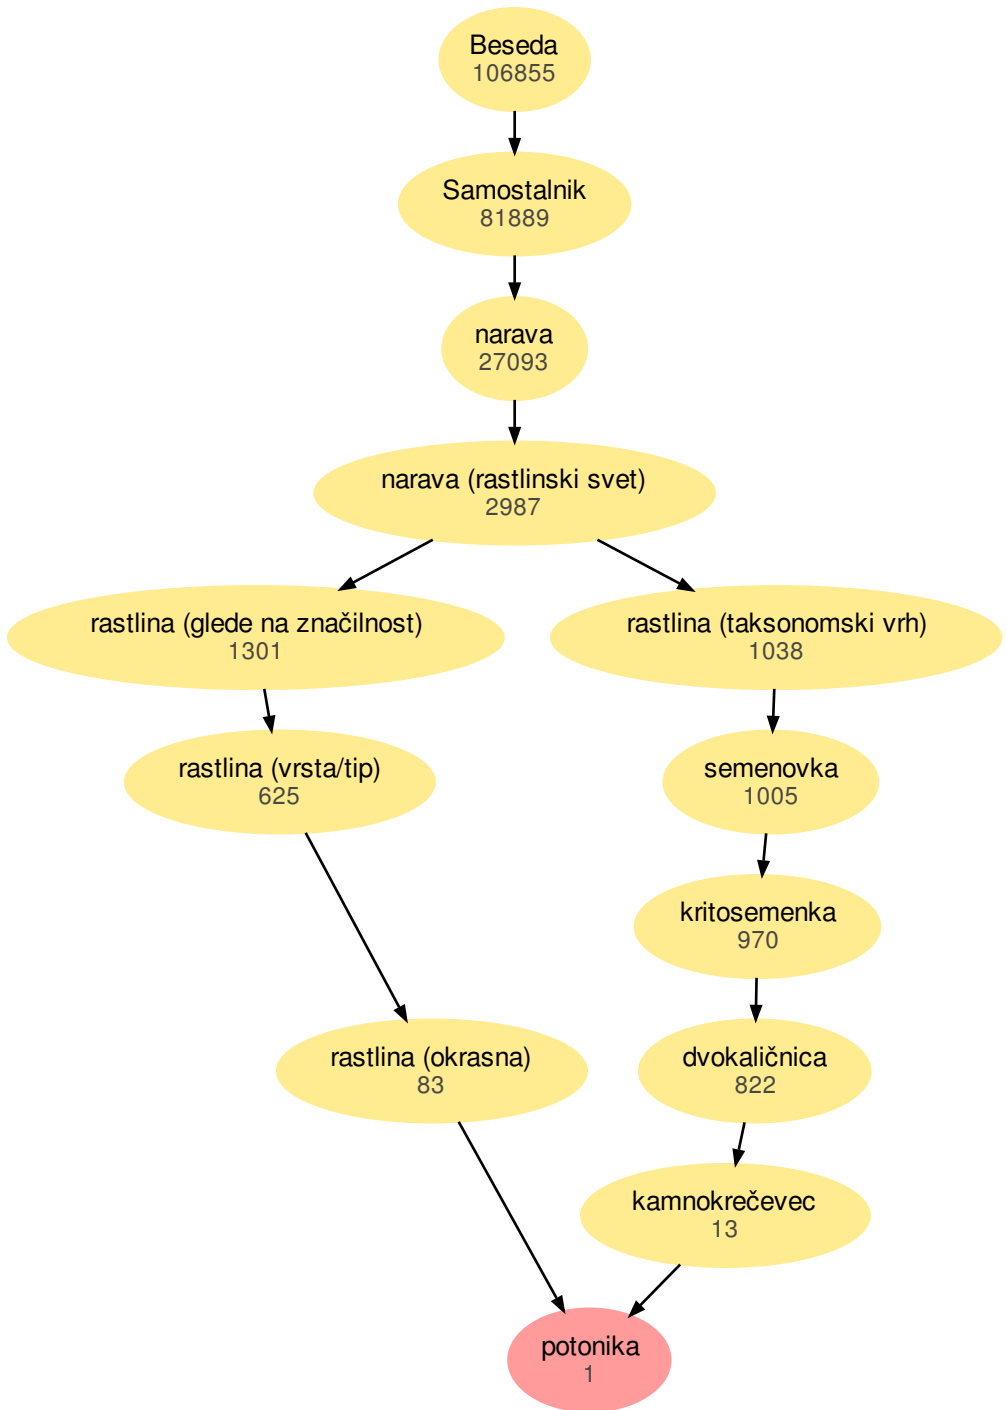 Beseda
106855
Samostalnik
81889
narava
27093
narava (rastlinski svet)
2987
rastlina (glede na značilnost)
1301
rastlina (taksonomski vrh)
1038
rastlina (vrsta/tip)
625
semenovka
1005
kritosemenka
970
rastlina (okrasna)
83
dvokaličnica
822
kamnokrečevec
13
potonika
1